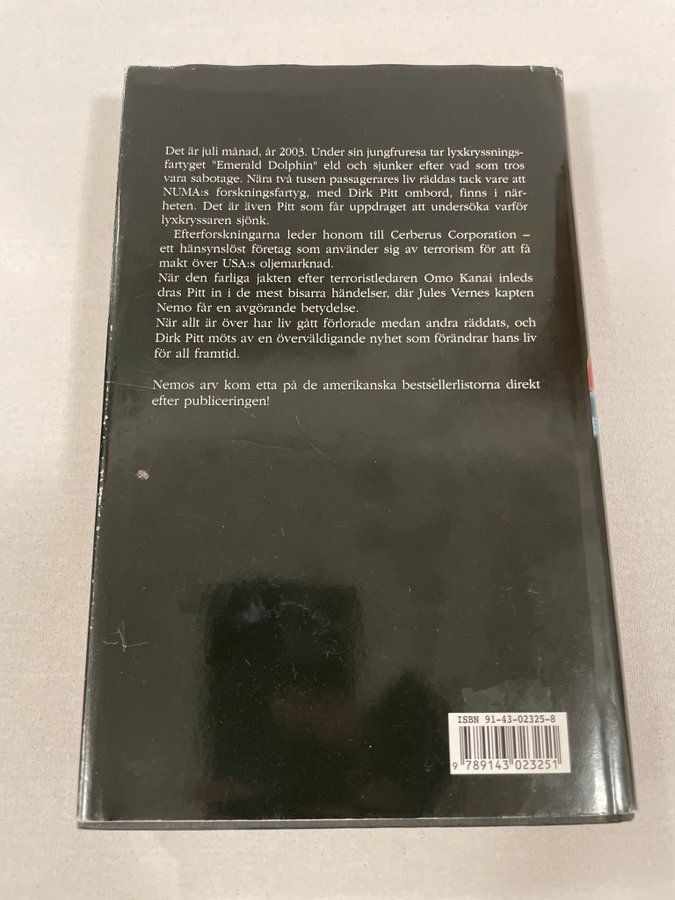 Det är juli månad, år 2003. Under sin jungfruresa tar lyxkryssnings-
fartyget "Emerald Dolphin" eld och sjunker efter vad som tros
vara sabotage. Nära två tusen passagerares liv räddas tack vare att
NUMA:s forskningsfartyg, med Dirk Pitt ombord, finns i när-
heten. Det är även Pitt som får uppdraget att undersöka varför
lyxkryssaren sjönk.
Efterforskningarna leder honom till Cerberus Corporation –
ett hänsynslöst företag som använder sig av terrorism för att få
makt över USA:s oljemarknad.
När den farliga jakten efter terroristledaren Omo Kanai inleds
dras Pitt in i de mest bisarra händelser, där Jules Vernes kapten
Nemo får en avgörande betydelse.
När allt är över har liv gått förlorade medan andra räddats, och
Dirk Pitt möts av en överväldigande nyhet som förändrar hans liv
för all framtid.
Nemos arv kom etta på de amerikanska bestsellerlistorna direkt
efter publiceringen!
ISBN 91-43-02325-8
9 789143 023251